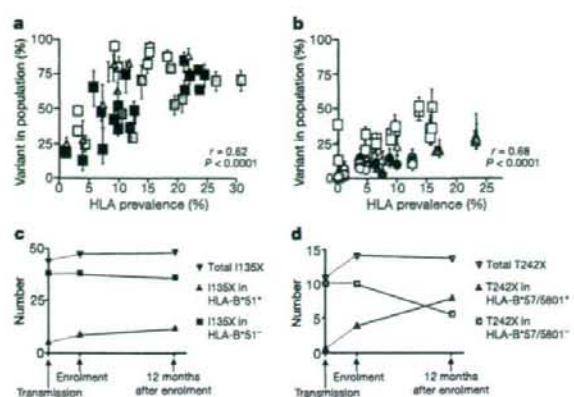 a
Variant in population (%)
100
75
50
25
0
0 5 10 15 20 25 30
HLA prevalence (%)
r = 0.62
P < 0.0001
b
Variant in population (%)
100
75
50
25
0
0 5 10 15 20 25
HLA prevalence (%)
r = 0.68
P < 0.0001
c
Number
50
25
0
Total I135X
I135X in
HLA-B*51+
I135X in
HLA-B*51−
Transmission
Enrolment
12 months
after enrolment
d
Number
15
10
5
0
Total T242X
T242X in
HLA-B*57/5801+
T242X in
HLA-B*57/5801−
Transmission
Enrolment
12 months
after enrolment